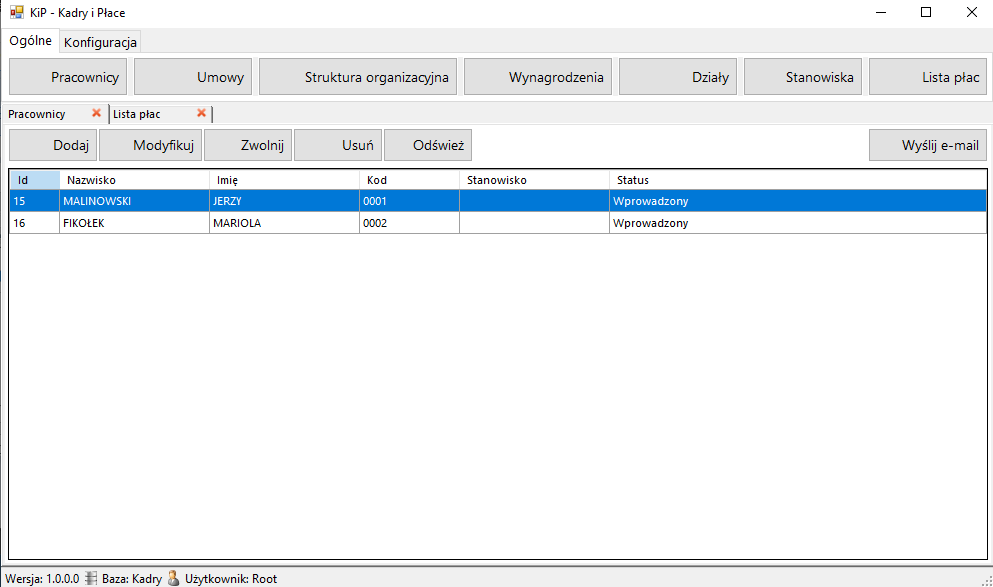 KiP - Kadry i Płace
Ogólne Konfiguracja
Pracownicy Umowy Struktura organizacyjna Wynagrodzenia Działy Stanowiska Lista płac
Pracownicy Lista płac
Dodaj Modyfikuj Zwolnij Usuń Odśwież Wyślij e-mail
Id Nazwisko Imię Kod Stanowisko Status
15 MALINOWSKI JERZY 0001 Wprowadzony
16 FIKOŁEK MARIOLA 0002 Wprowadzony
Wersja: 1.0.0.0 Baza: Kadry Użytkownik: Root